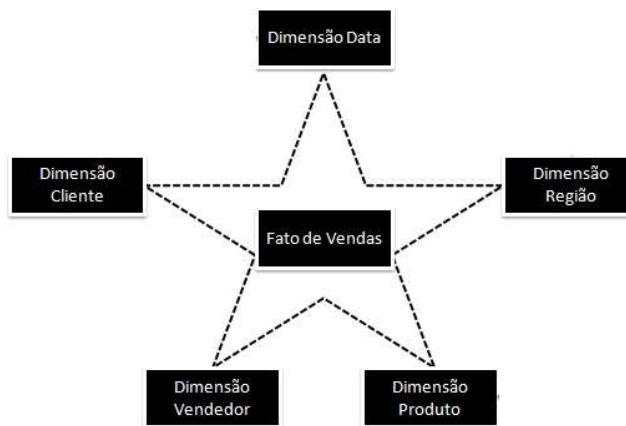 Dimensão Data
Dimensão
Cliente
Dimensão
Região
Fato de Vendas
Dimensão
Vendedor
Dimensão
Produto